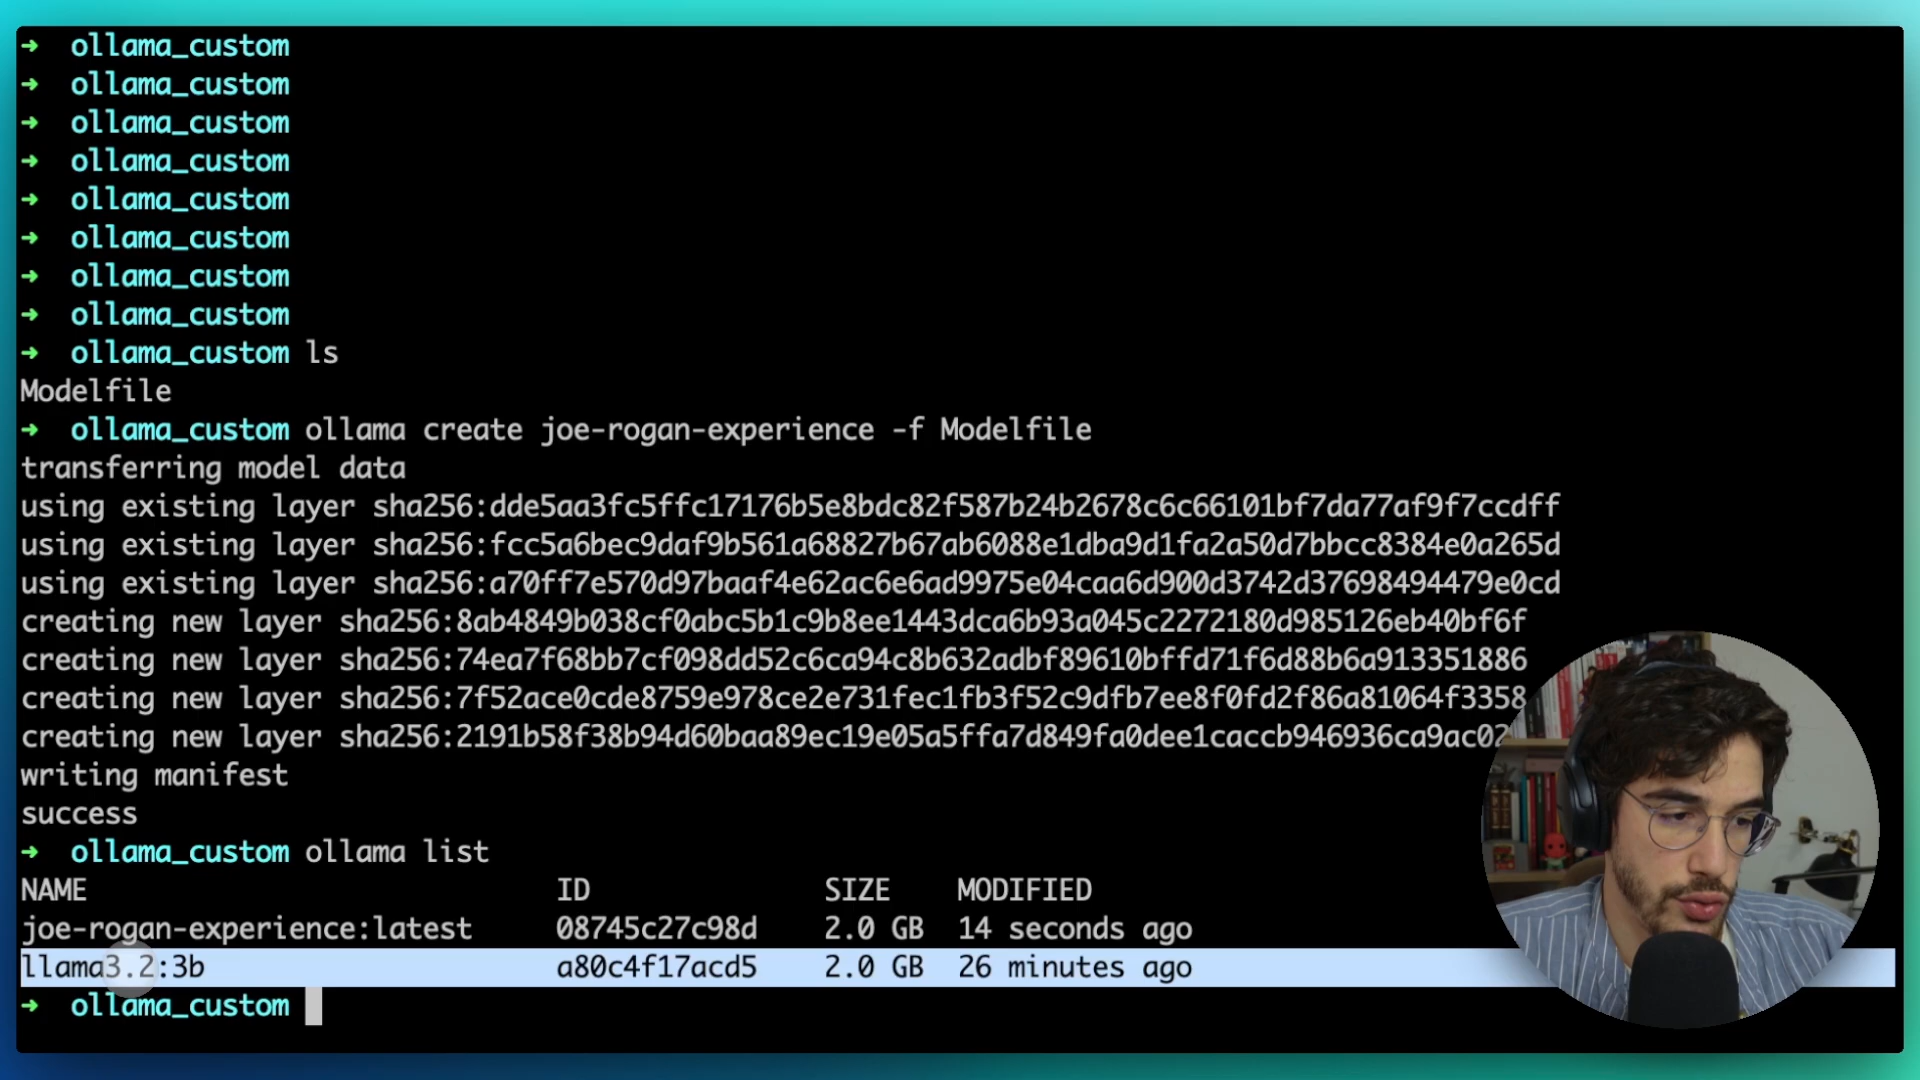 ➜ ollama_custom
➜ ollama_custom
➜ ollama_custom
➜ ollama_custom
➜ ollama_custom
➜ ollama_custom
➜ ollama_custom
➜ ollama_custom
➜ ollama_custom ls
Modelfile
➜ ollama_custom ollama create joe-rogan-experience -f Modelfile
transferring model data
using existing layer sha256:dde5aa3fc5ffc17176b5e8bdc82f587b24b2678c6c66101bf7da77af9f7ccdff
using existing layer sha256:fcc5a6bec9daf9b561a68827b67ab6088e1dba9d1fa2a50d7bbcc8384e0a265d
using existing layer sha256:a70ff7e570d97baaf4e62ac6e6ad9975e04caa6d900d3742d37698494479e0cd
creating new layer sha256:8ab4849b038cf0abc5b1c9b8ee1443dca6b93a045c2272180d985126eb40bf6f
creating new layer sha256:74ea7f68bb7cf098dd52c6ca94c8b632adbf89610bffd71f6d88b6a913351886
creating new layer sha256:7f52ace0cde8759e978ce2e731fec1fb3f52c9dfb7ee8f0fd2f86a81064f3358
creating new layer sha256:2191b58f38b94d60baa89ec19e05a5ffa7d849fa0dee1caccb946936ca9ac02
writing manifest
success
➜ ollama_custom ollama list
NAME ID SIZE MODIFIED
joe-rogan-experience:latest 08745c27c98d 2.0 GB 14 seconds ago
llama3.2:3b a80c4f17acd5 2.0 GB 26 minutes ago
➜ ollama_custom